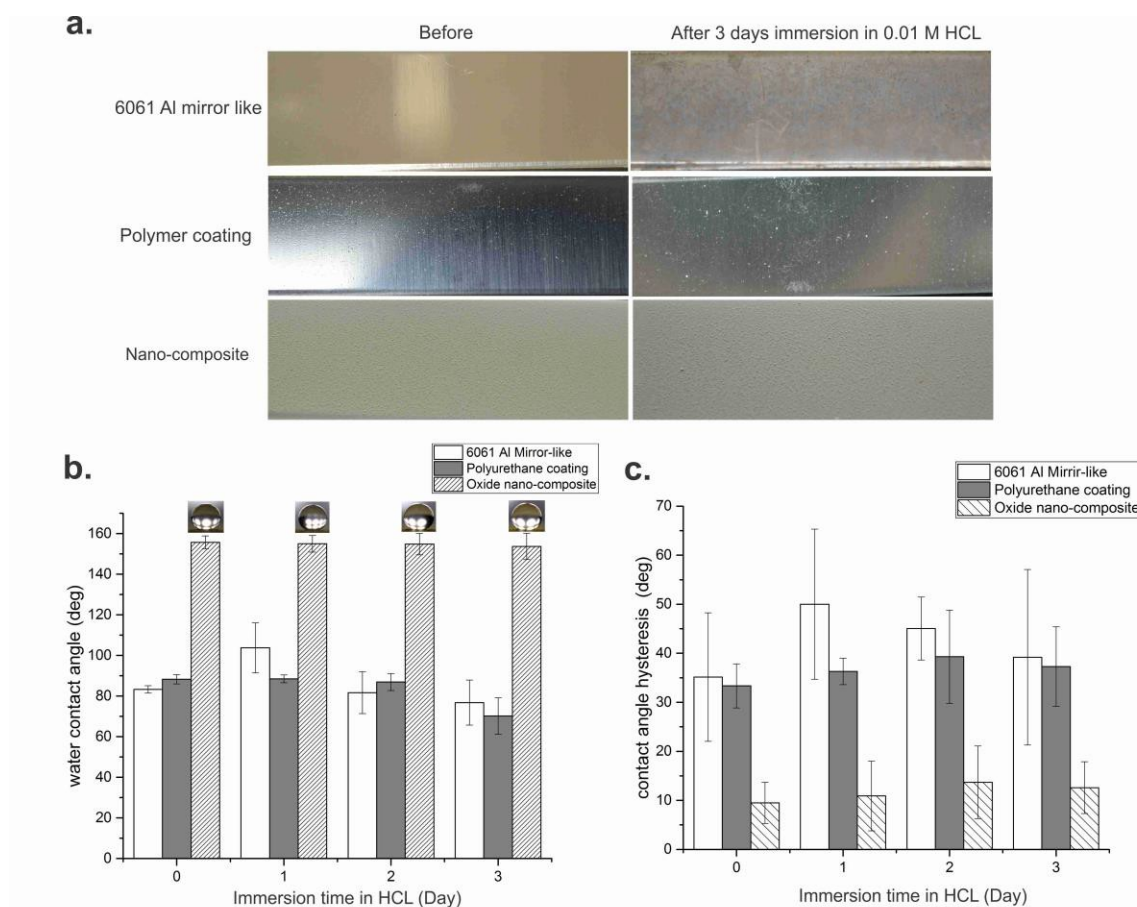 a.
Before
After 3 days immersion in 0.01 M HCL
6061 Al mirror like
Polymer coating
Nano-composite
b.
6061 Al Mirror-like
Polyurethane coating
Oxide nano-composite
water contact angle (deg)
160
140
120
100
80
60
40
20
0
0 1 2 3
Immersion time in HCL (Day)
c.
6061 Al Mirrir-like
Polyurethane coating
Oxide nano-composite
contact angle hysteresis (deg)
70
60
50
40
30
20
10
0
0 1 2 3
Immersion time in HCL (Day)